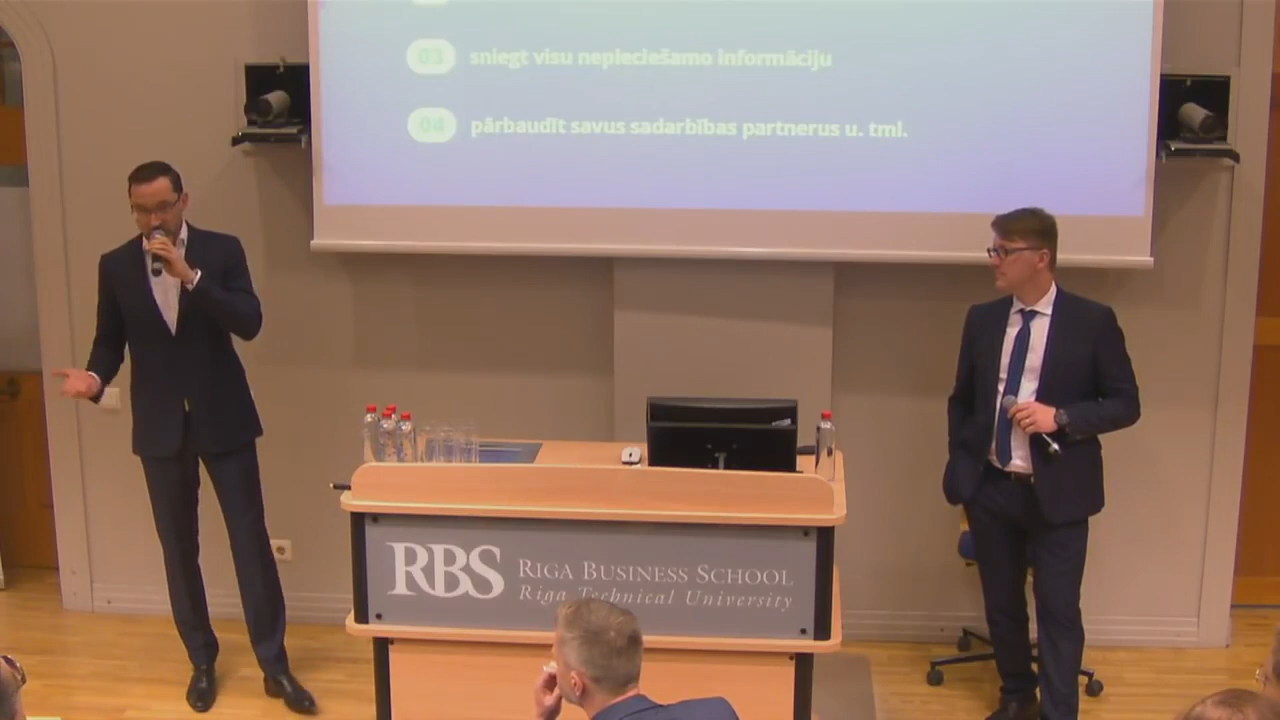 03 sniegt visu nepieciešamo informāciju
04 pārbaudīt savus sadarbības partnerus u. tml.
RBS RIGA BUSINESS SCHOOL
Riga Technical University